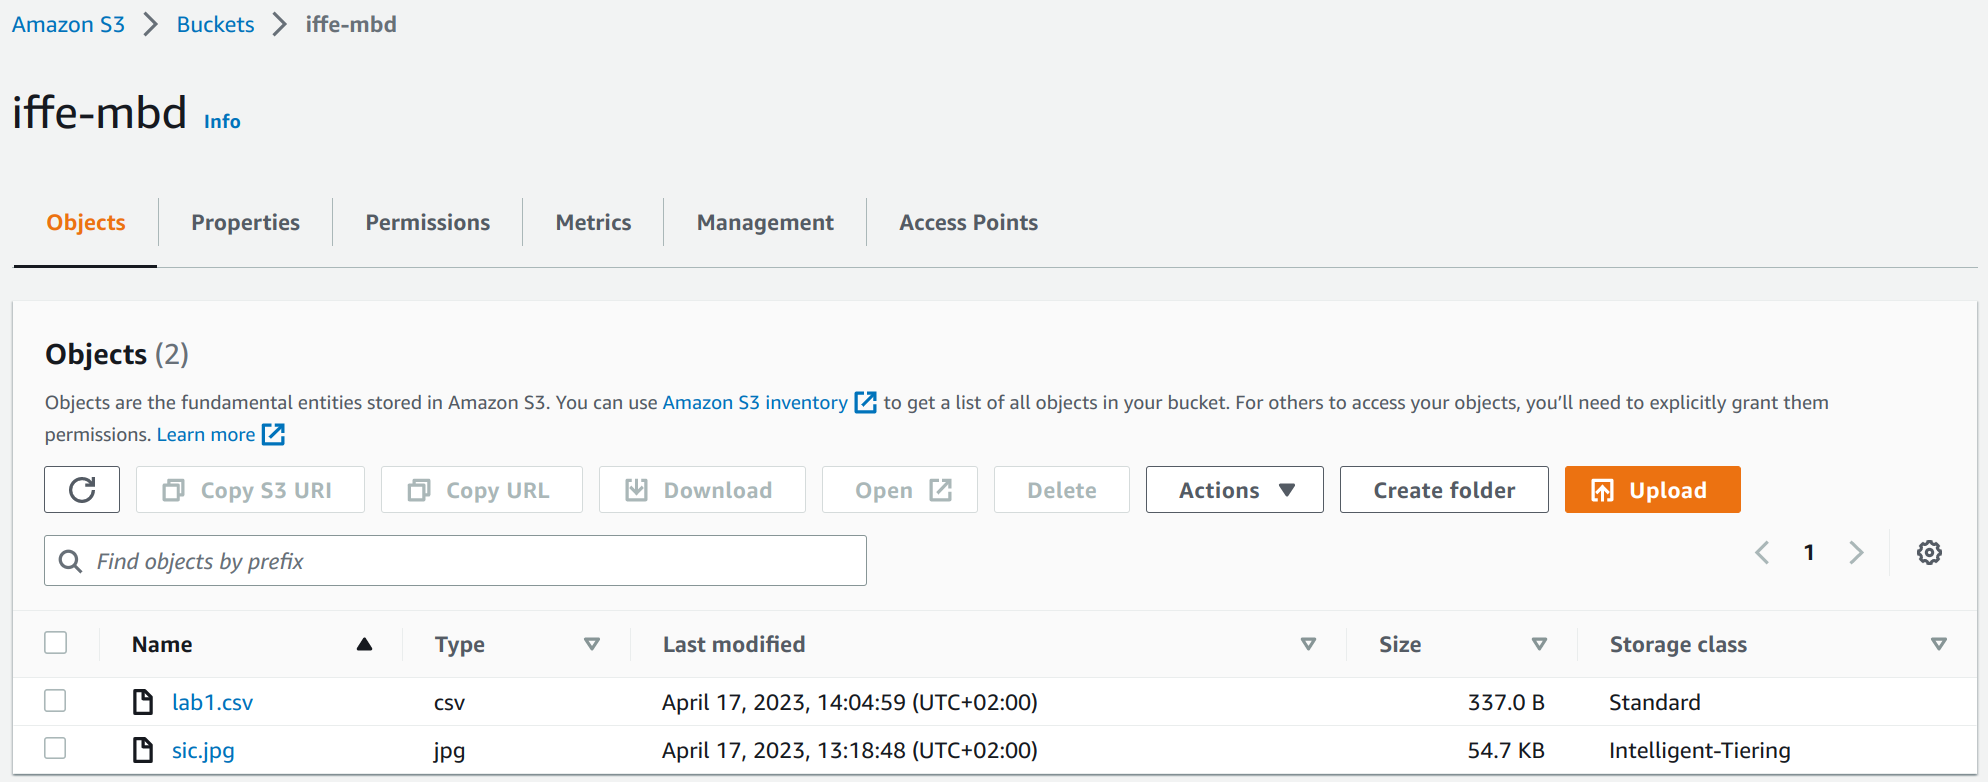 Amazon S3 Buckets iffe-mbd
iffe-mbd Info
Objects Properties Permissions Metrics Management Access Points
Objects (2)
Objects are the fundamental entities stored in Amazon S3. You can use Amazon S3 inventory to get a list of all objects in your bucket. For others to access your objects, you’ll need to explicitly grant them
permissions. Learn more
Copy S3 URI Copy URL Download Open Delete Actions Create folder Upload
Find objects by prefix 1
Name Type Last modified Size Storage class
lab1.csv csv April 17, 2023, 14:04:59 (UTC+02:00) 337.0 B Standard
sic.jpg jpg April 17, 2023, 13:18:48 (UTC+02:00) 54.7 KB Intelligent-Tiering